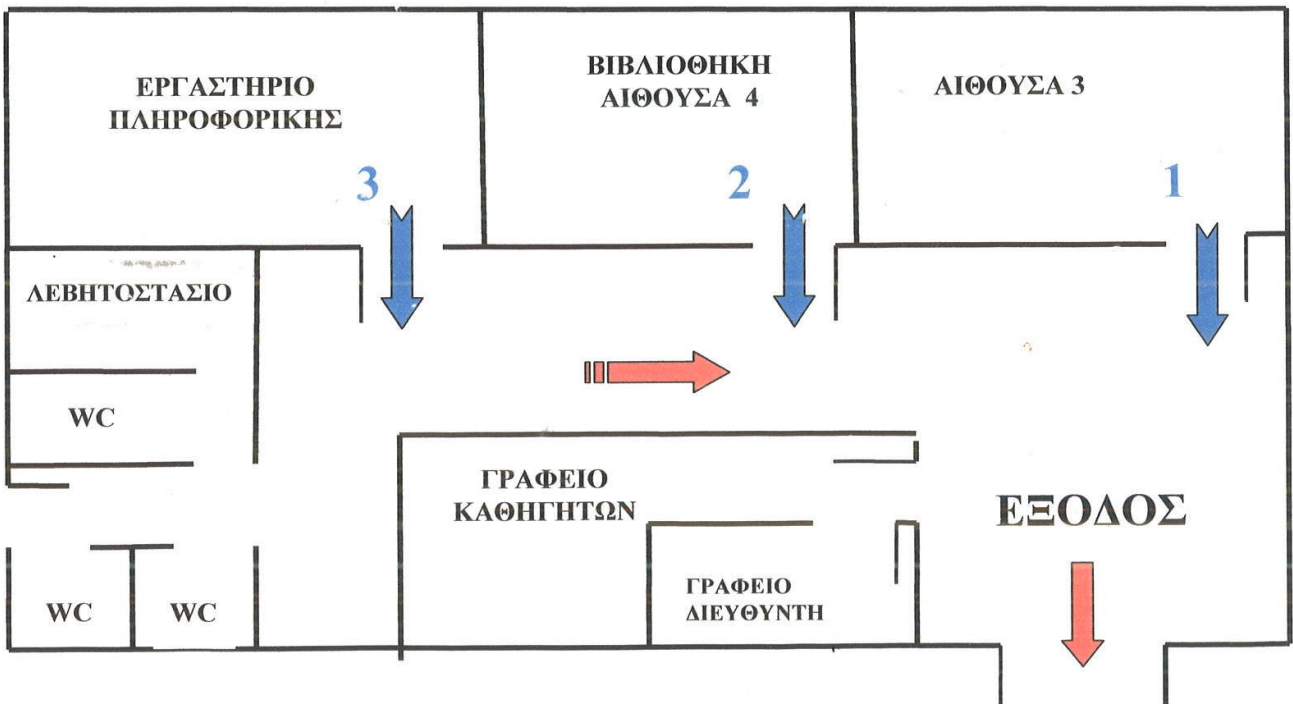 ΕΡΓΑΣΤΗΡΙΟ
ΠΛΗΡΟΦΟΡΙΚΗΣ
ΒΙΒΛΙΟΘΗΚΗ
ΑΙΘΟΥΣΑ 4
ΑΙΘΟΥΣΑ 3
3
2
1
ΛΕΒΗΤΟΣΤΑΣΙΟ
WC
ΓΡΑΦΕΙΟ
ΚΑΘΗΓΗΤΩΝ
ΕΞΟΔΟΣ
WC
WC
ΓΡΑΦΕΙΟ
ΔΙΕΥΘΥΝΤΗ